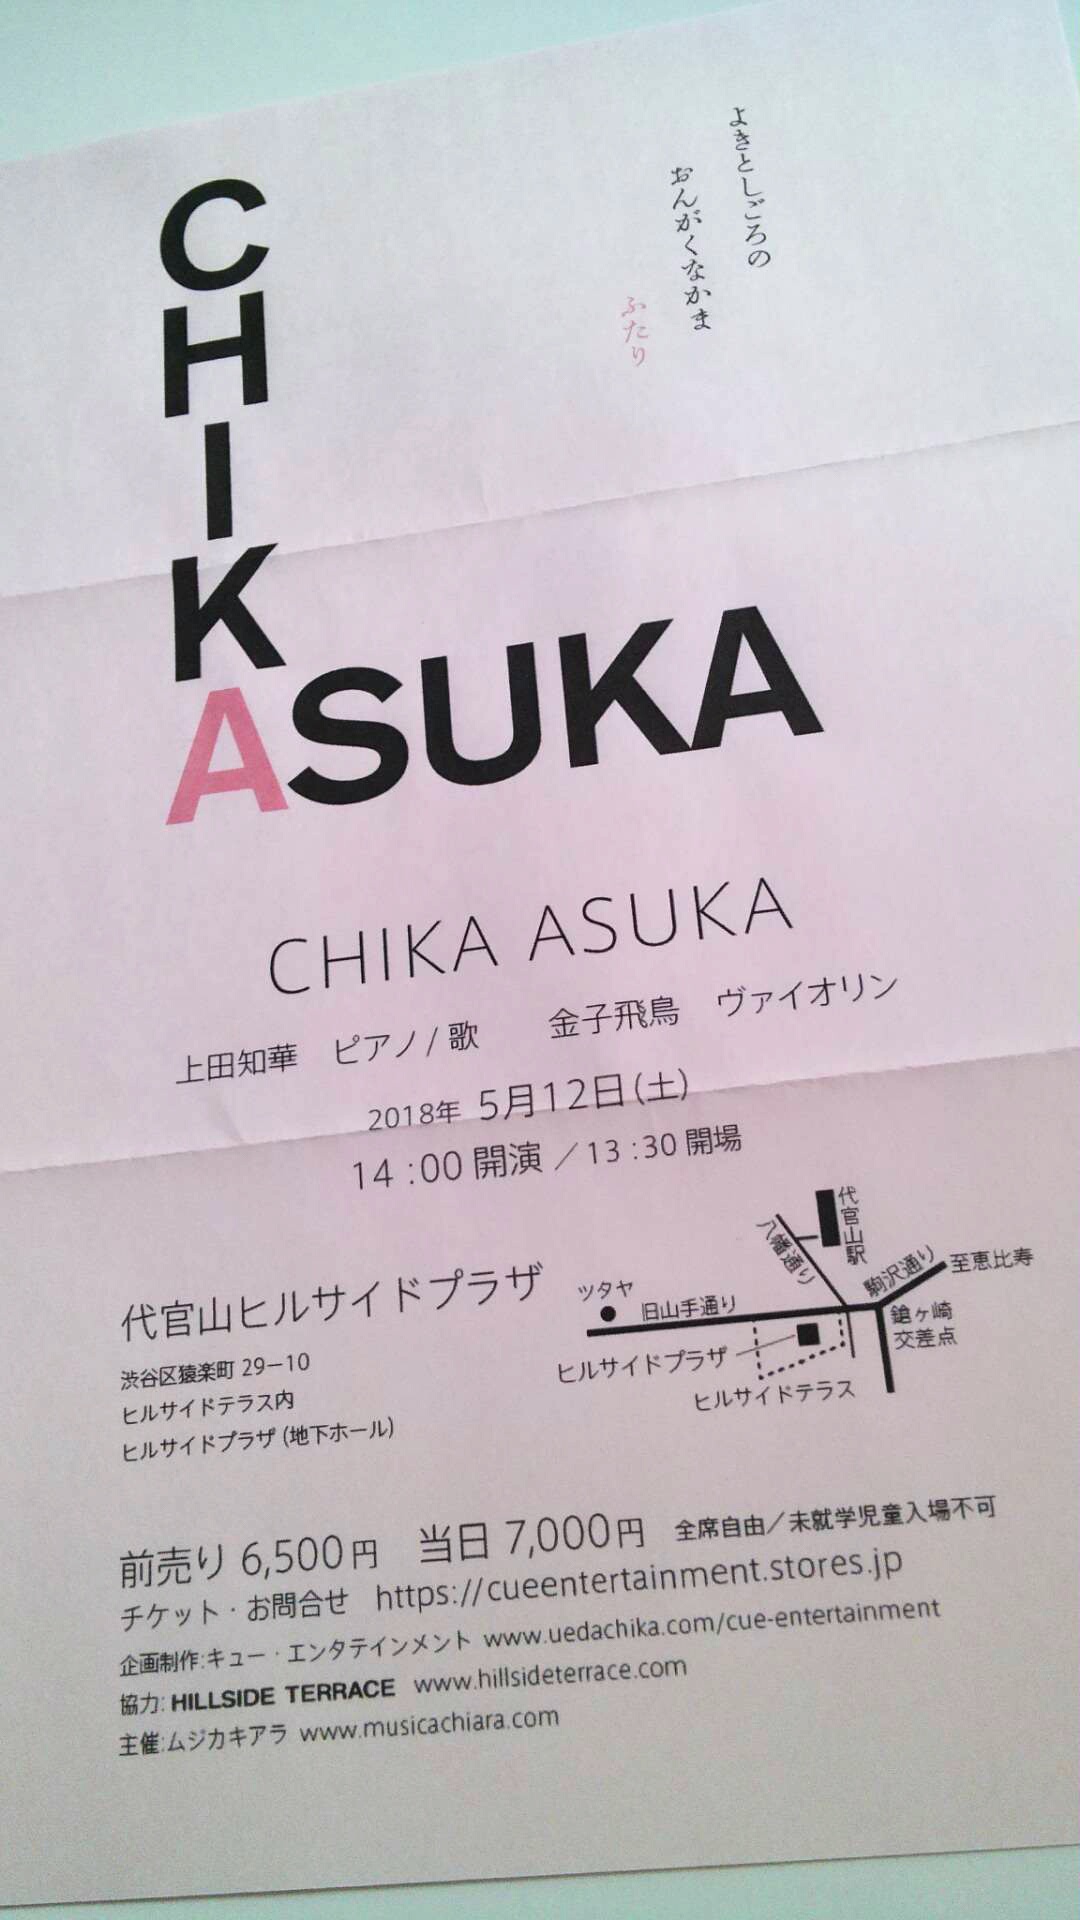 よきとしごろの
おんがくなかま
ふたり
CHIKA
ASUKA
CHIKA ASUKA
上田知華 ピアノ/歌 金子飛鳥 ヴァイオリン
2018年 5月12日(土)
14:00 開演／13:30 開場
代官山ヒルサイドプラザ
渋谷区猿楽町 29−10
ヒルサイドテラス内
ヒルサイドプラザ (地下ホール)
代官山駅
八幡通り
駒沢通り
至恵比寿
ツタヤ
旧山手通り
鎗ヶ崎
交差点
ヒルサイドプラザ
ヒルサイドテラス
前売り 6,500円 当日 7,000円 全席自由／未就学児童入場不可
チケット・お問合せ https://cueentertainment.stores.jp
企画制作:キュー・エンタテインメント www.uedachika.com/cue-entertainment
協力: HILLSIDE TERRACE www.hillsideterrace.com
主催:ムジカキアラ www.musicachiara.com